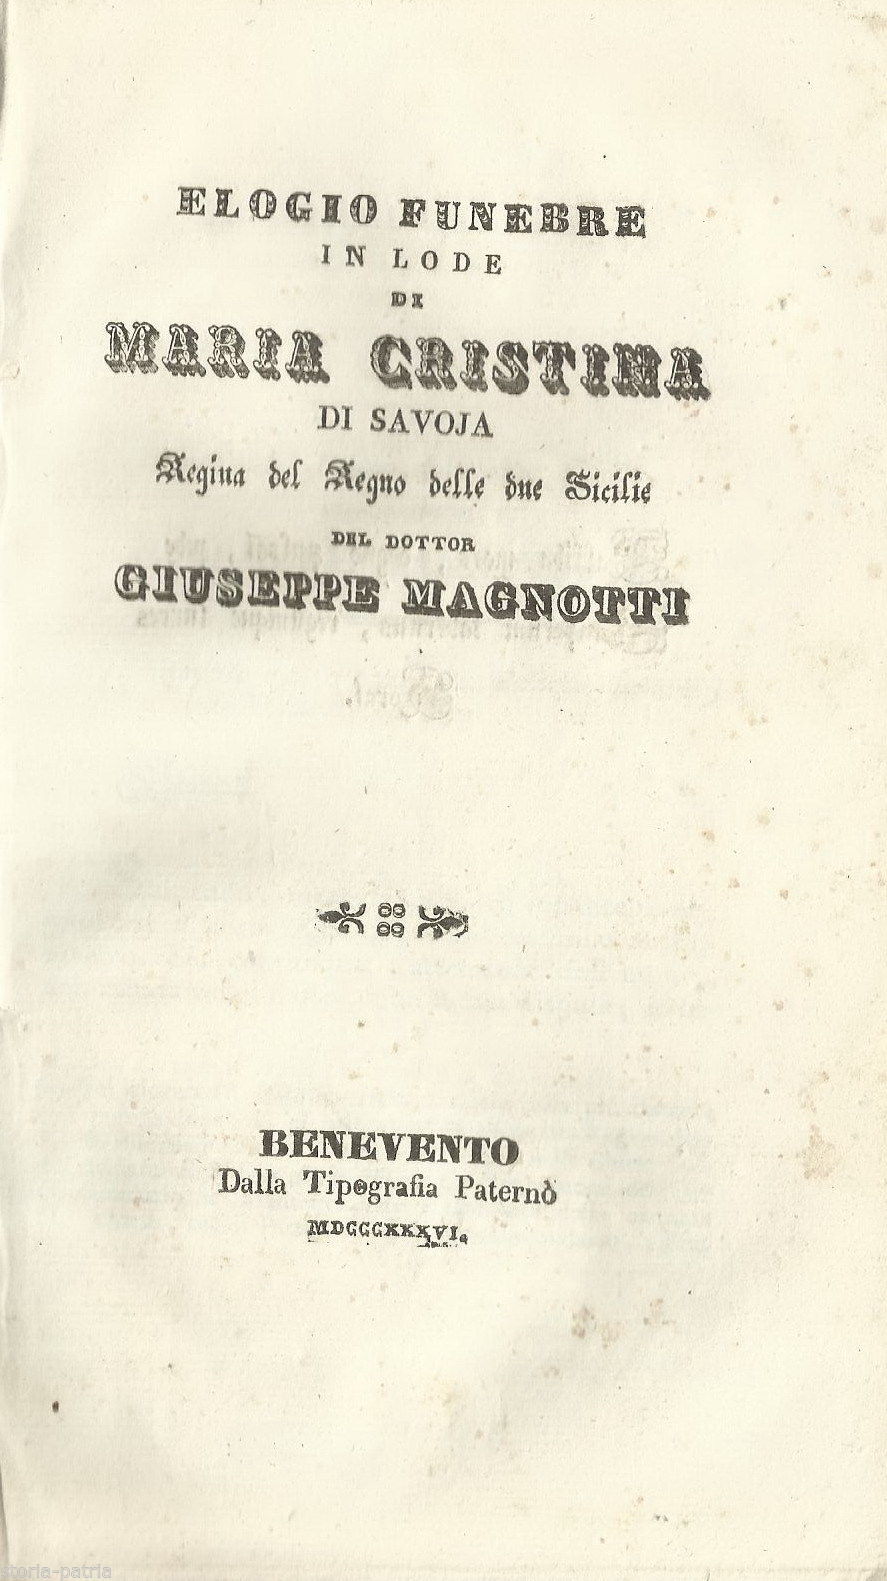 ELOGIO FUNEBRE
IN LODE
DI
MARIA CRISTINA
DI SAVOJA
Regina del Regno delle due Sicilie
DEL DOTTOR
GIUSEPPE MAGNOTTI
BENEVENTO
Dalla Tipografia Paternò
MDCCCXXXVI.
storia-patria